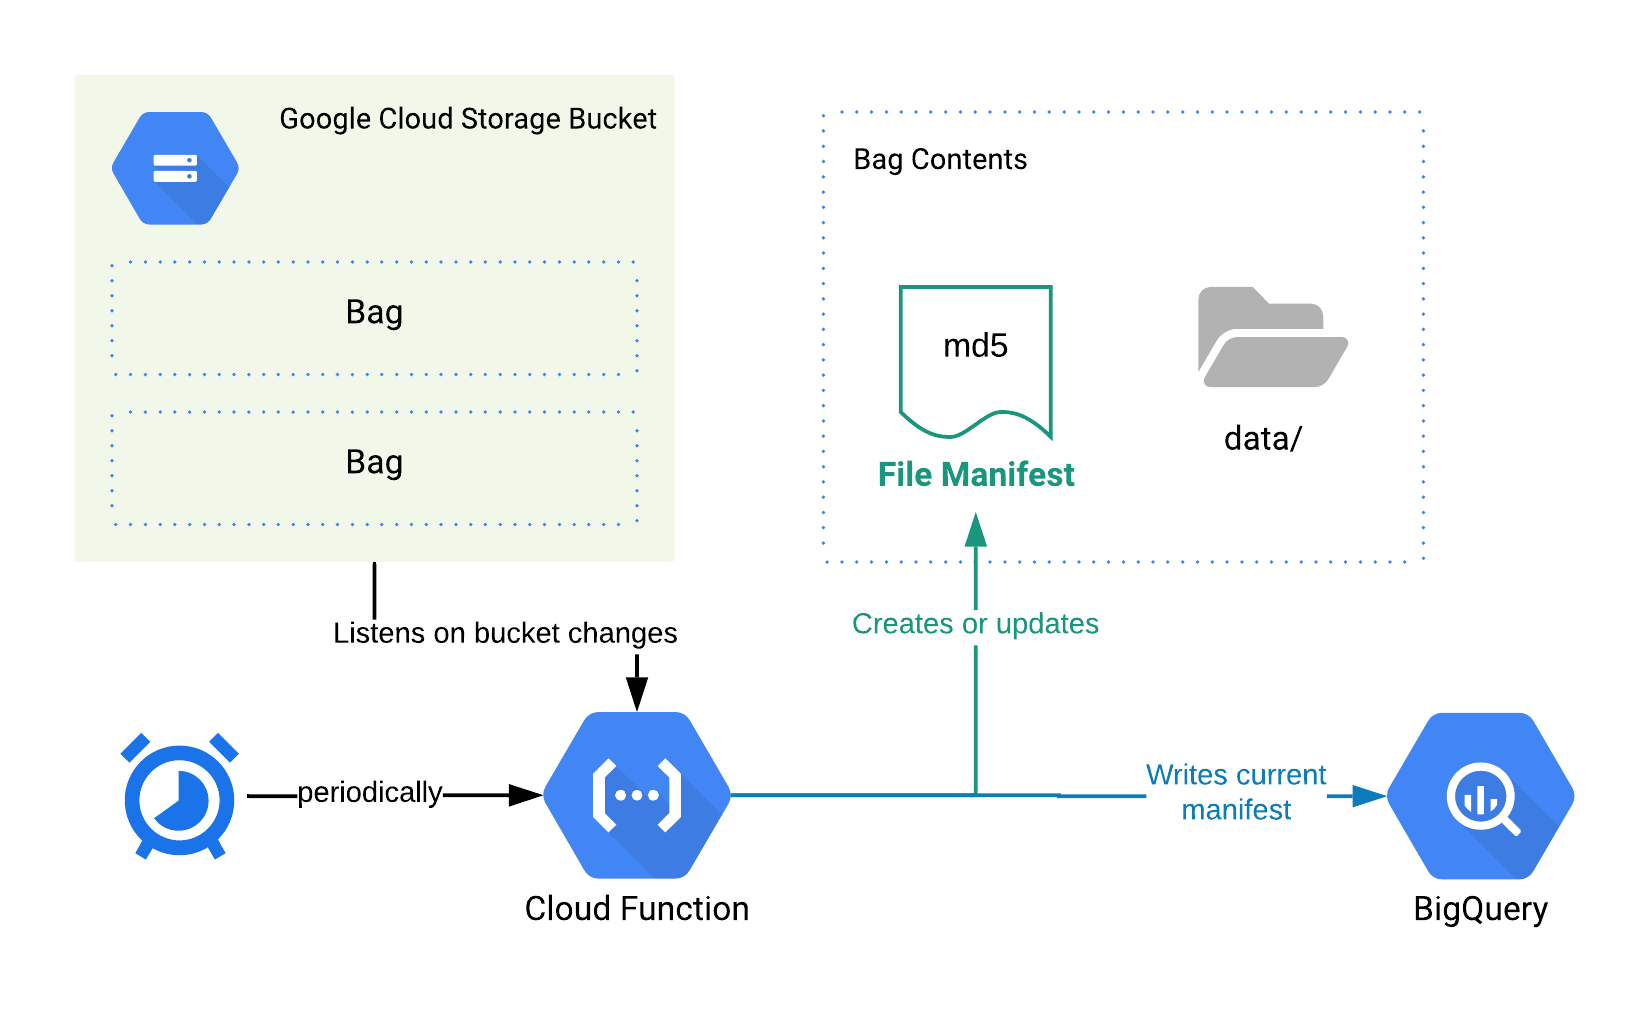 Google Cloud Storage Bucket
Bag
Bag
Bag Contents
md5
File Manifest
data/
Listens on bucket changes
Creates or updates
periodically
Writes current
manifest
Cloud Function
BigQuery